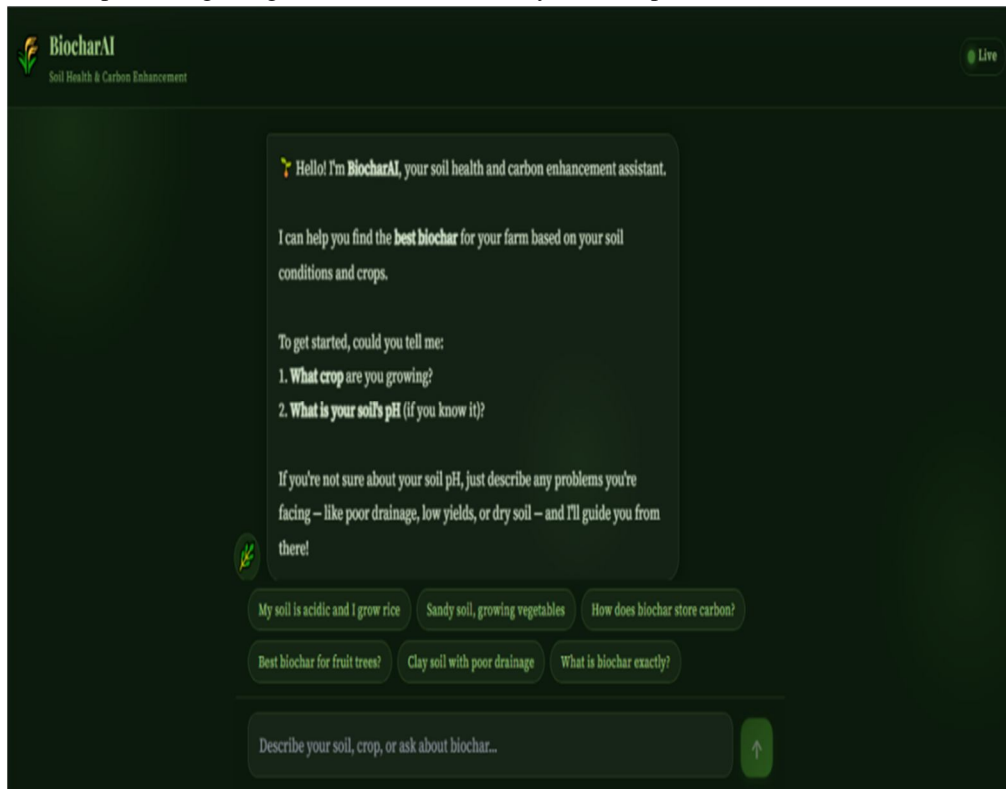 BiocharAI
Soil Health & Carbon Enhancement
Live
Hello! I'm BiocharAI, your soil health and carbon enhancement assistant.
I can help you find the best biochar for your farm based on your soil
conditions and crops.
To get started, could you tell me:
1. What crop are you growing?
2. What is your soil's pH (if you know it)?
If you're not sure about your soil pH, just describe any problems you're
facing — like poor drainage, low yields, or dry soil — and I'll guide you from
there!
My soil is acidic and I grow rice
Sandy soil, growing vegetables
How does biochar store carbon?
Best biochar for fruit trees?
Clay soil with poor drainage
What is biochar exactly?
Describe your soil, crop, or ask about biochar...